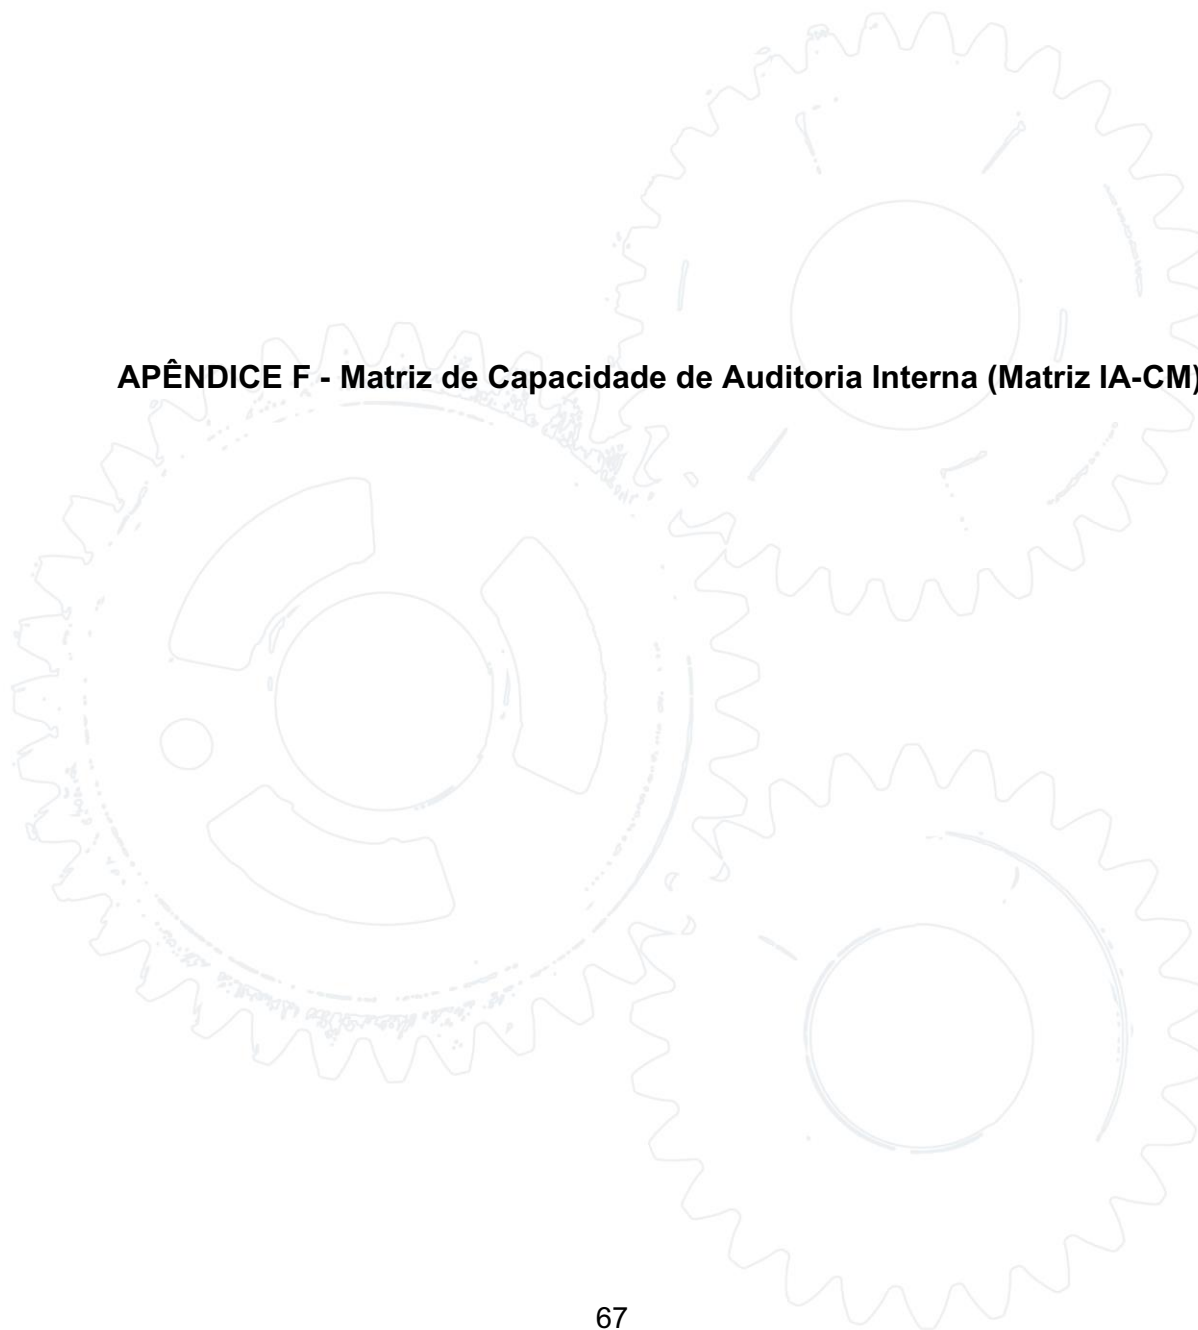 APÊNDICE F - Matriz de Capacidade de Auditoria Interna (Matriz IA-CM)
67